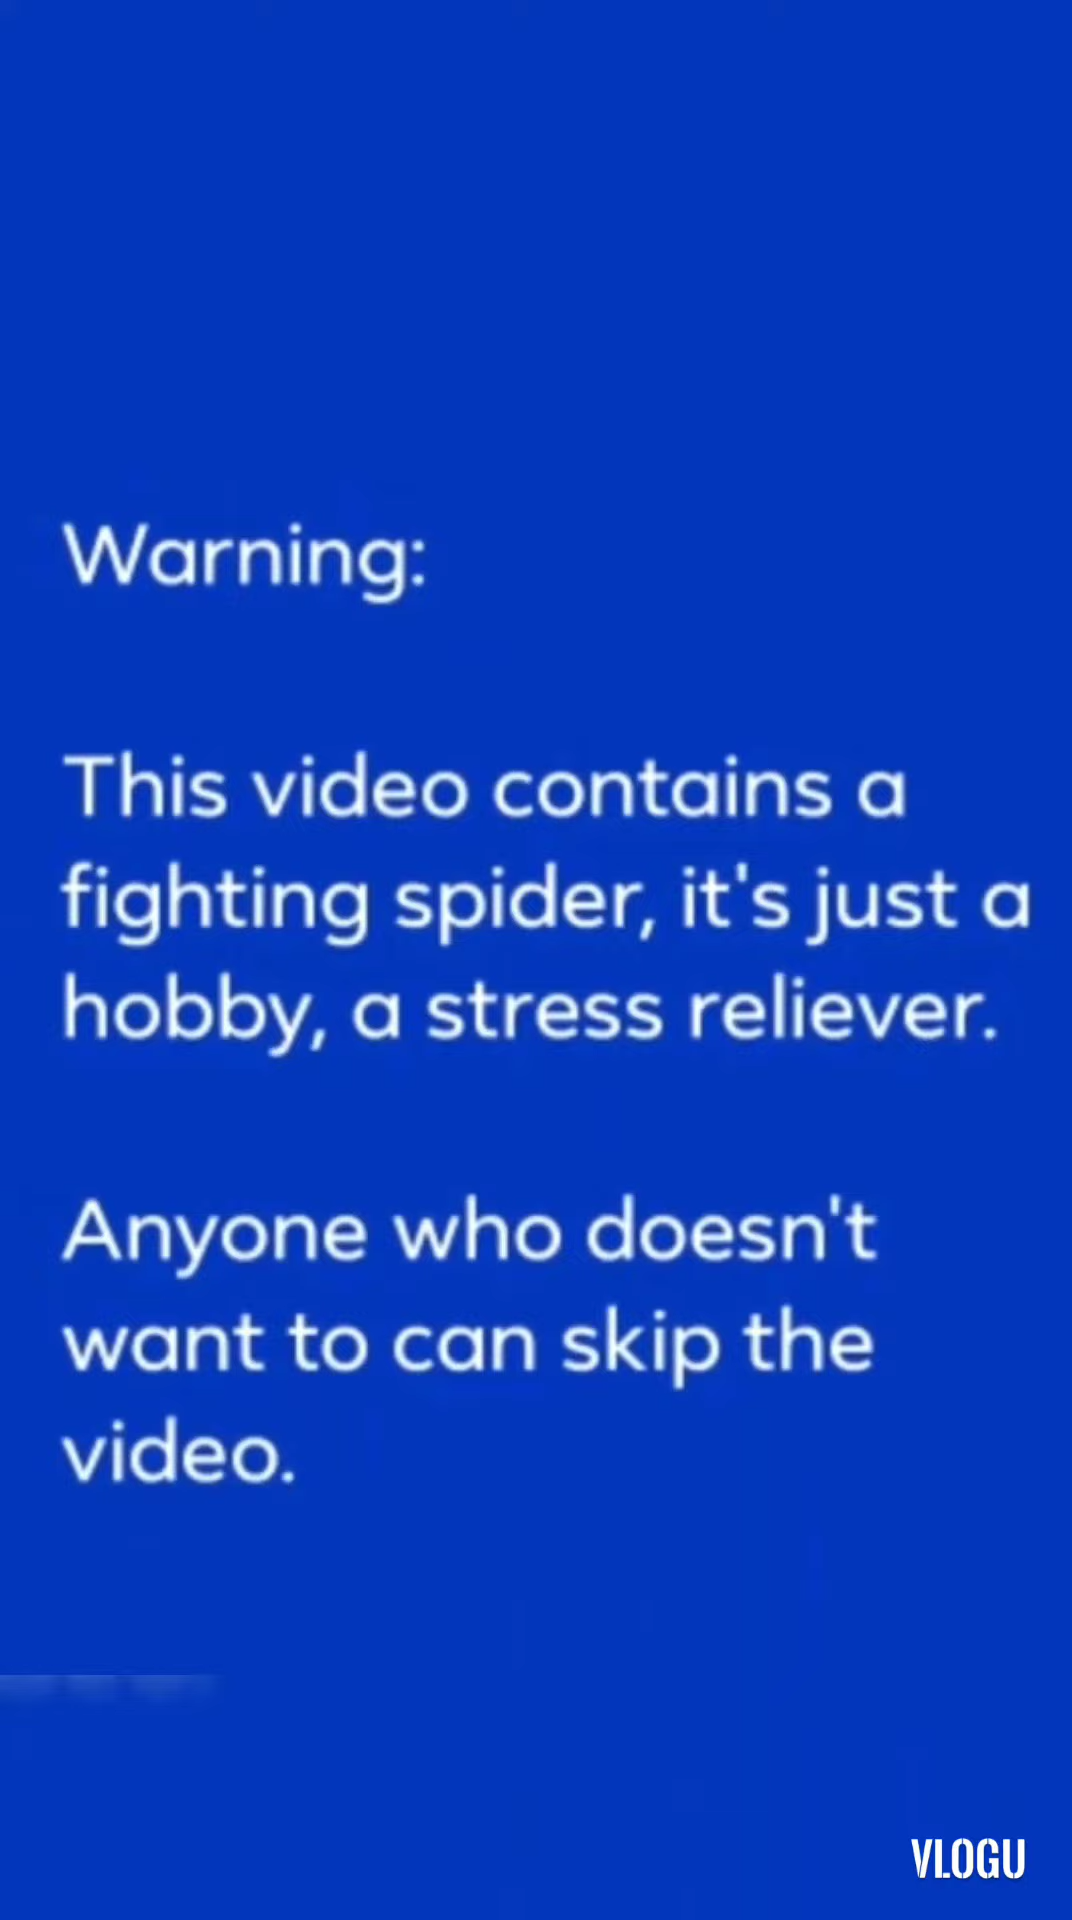 Warning:
This video contains a
fighting spider, it's just a
hobby, a stress reliever.
Anyone who doesn't
want to can skip the
video.
VLOGU